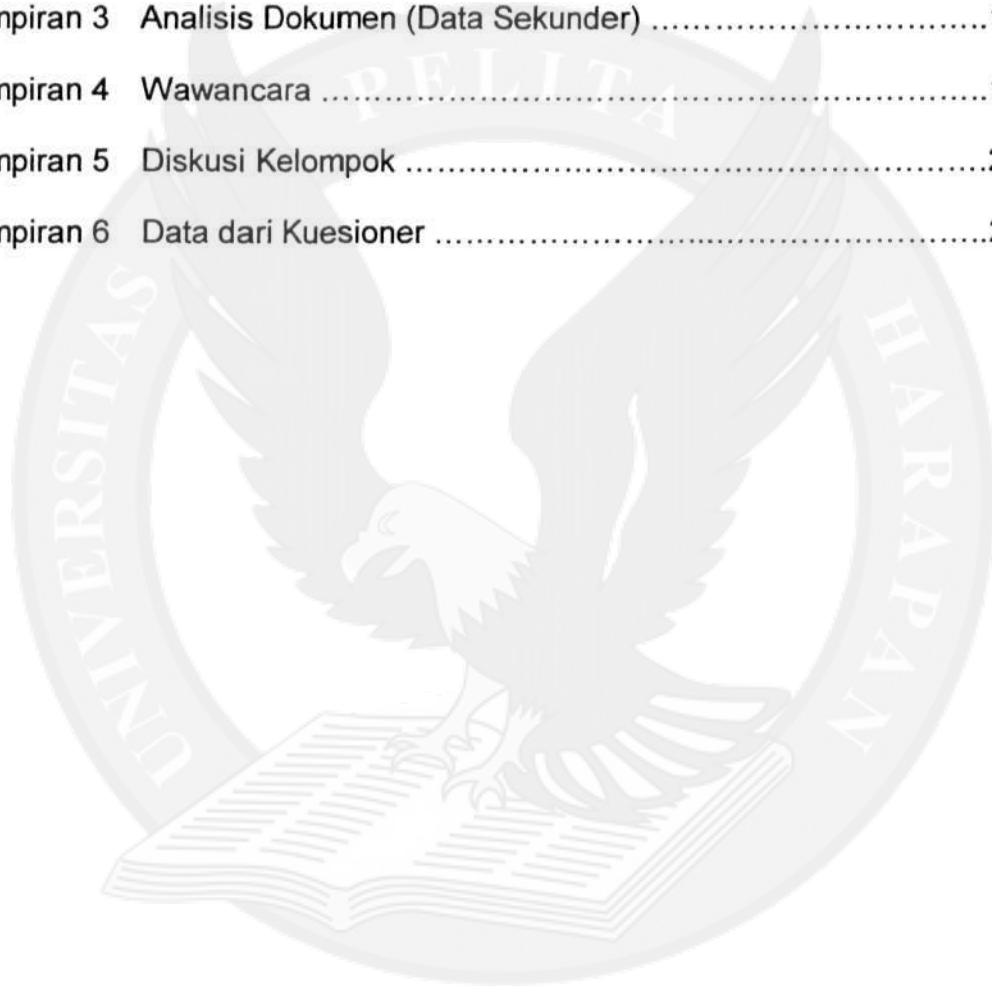 mpiran 3 Analisis Dokumen (Data Sekunder) ....................................
mpiran 4 Wawancara ........................................................................
mpiran 5 Diskusi Kelompok ..............................................................
mpiran 6 Data dari Kuesioner ...........................................................
UNIVERSITAS PELITA HARAPAN